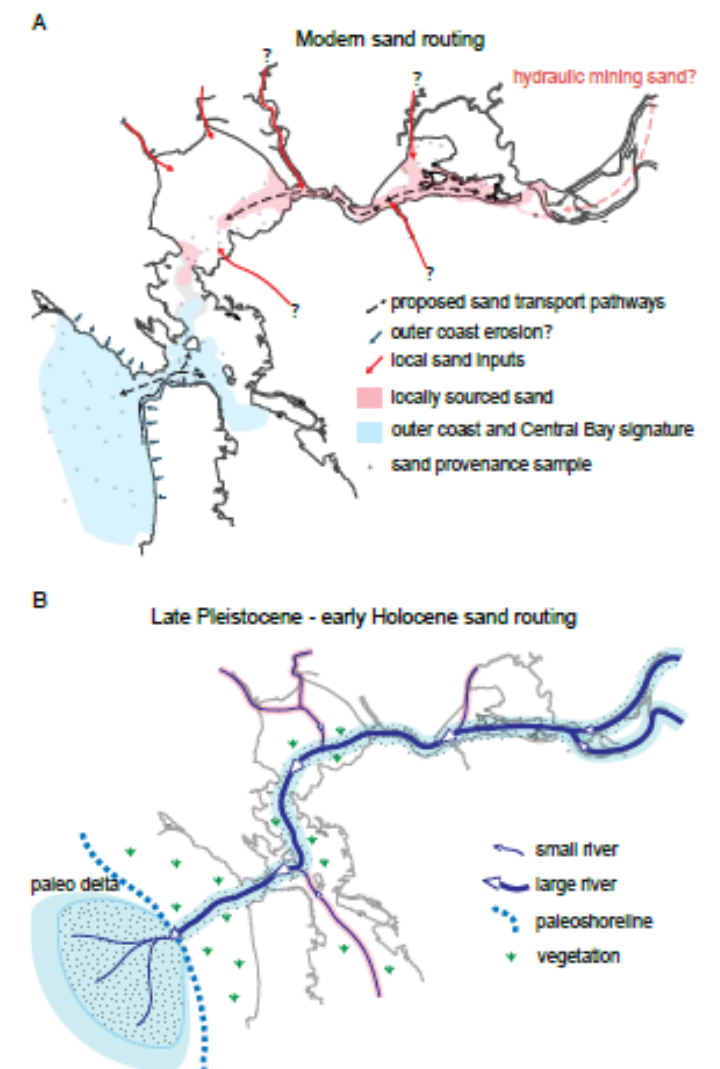 A
Modern sand routing
?
?
hydraulic mining sand?
?
?
proposed sand transport pathways
outer coast erosion?
local sand inputs
locally sourced sand
outer coast and Central Bay signature
sand provenance sample
B
Late Pleistocene - early Holocene sand routing
small river
paleo delta
large river
paleoshoreline
vegetation